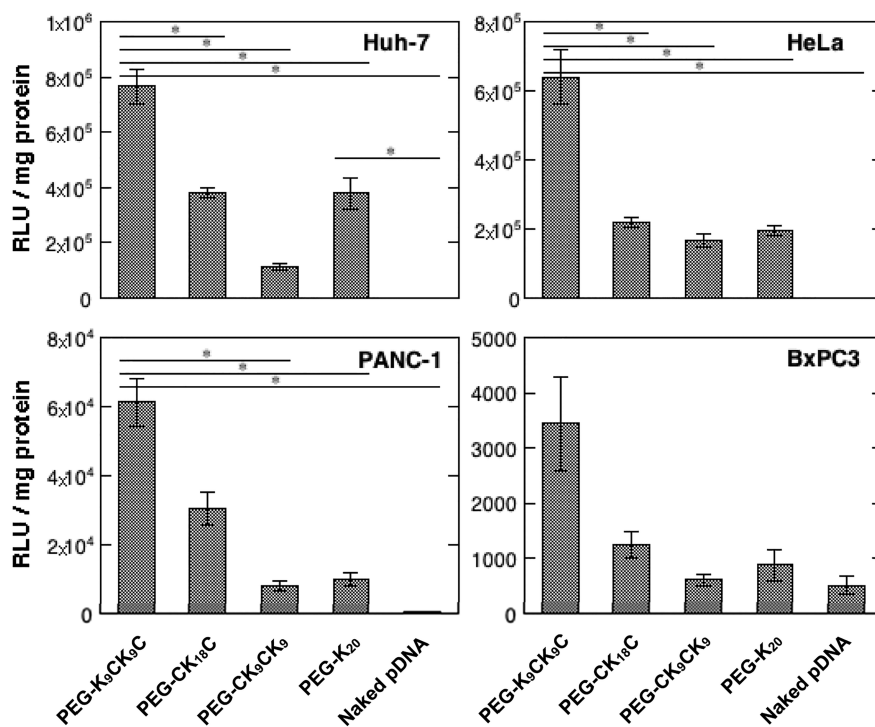 RLU / mg protein
1x10⁶
8x10⁵
6x10⁵
4x10⁵
2x10⁵
0
*
*
*
*
*
Huh-7
8x10⁵
6x10⁵
4x10⁵
2x10⁵
0
*
*
*
*
HeLa
RLU / mg protein
8x10⁴
6x10⁴
4x10⁴
2x10⁴
0
*
*
*
PANC-1
5000
4000
3000
2000
1000
0
BxPC3
PEG-K₉CK₉C
PEG-CK₁₈C
PEG-CK₉CK₉
PEG-K₂₀
Naked pDNA
PEG-K₉CK₉C
PEG-CK₁₈C
PEG-CK₉CK₉
PEG-K₂₀
Naked pDNA